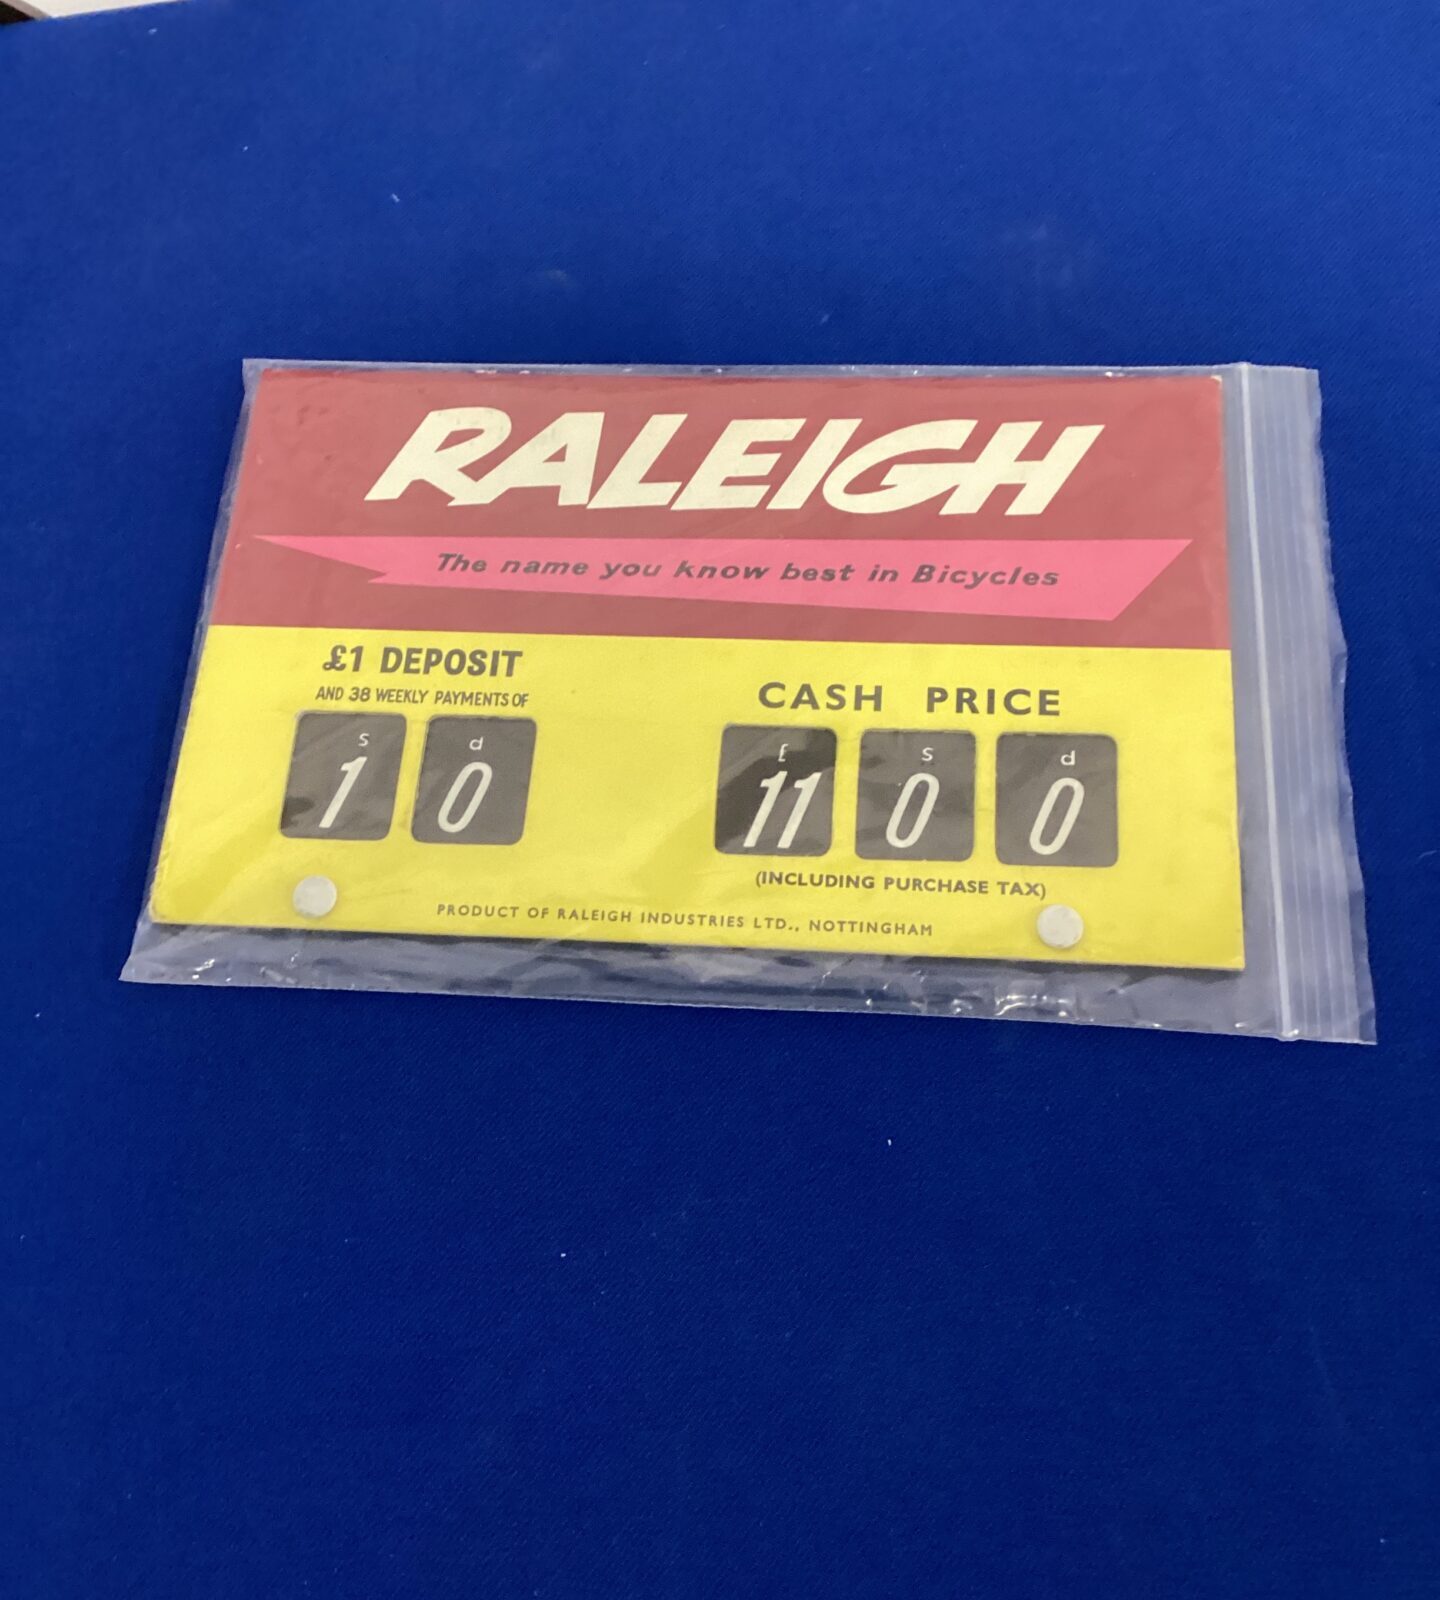 RALEIGH
The name you know best in Bicycles
£1 DEPOSIT
AND 38 WEEKLY PAYMENTS OF
s d
1 0
CASH PRICE
£ s d
11 0 0
(INCLUDING PURCHASE TAX)
PRODUCT OF RALEIGH INDUSTRIES LTD., NOTTINGHAM